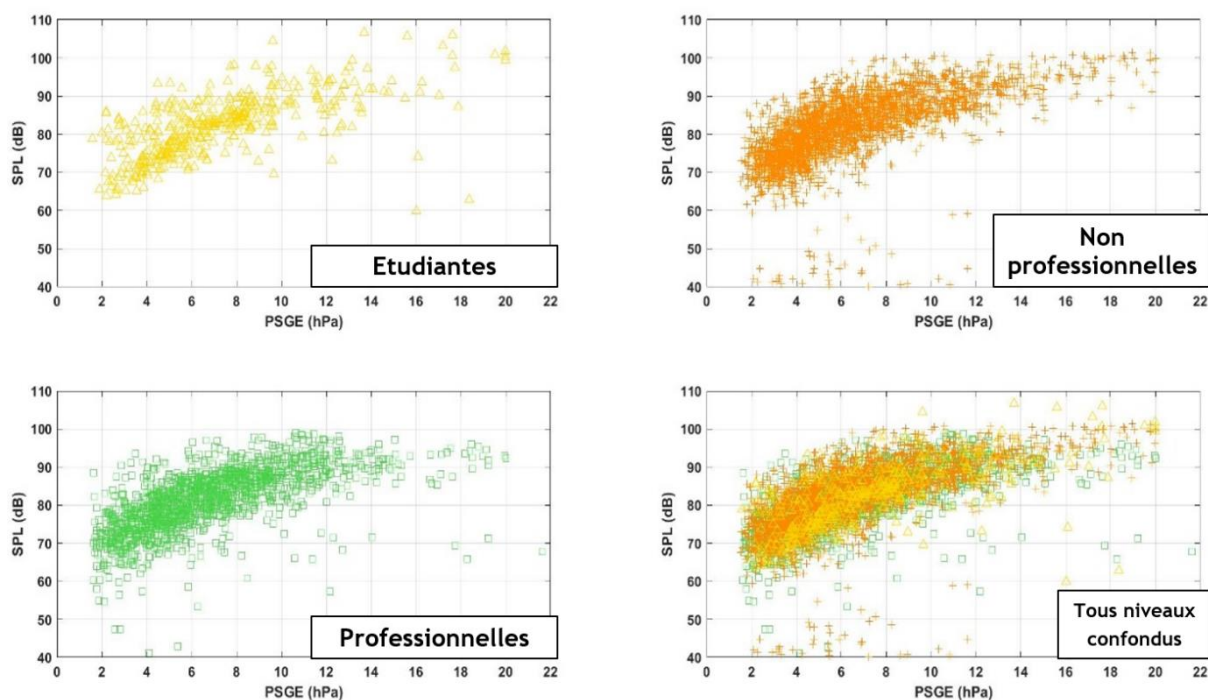 110
100
90
80
70
60
50
40
SPL (dB)
0 2 4 6 8 10 12 14 16 18 20 22
PSGE (hPa)
Etudiantes
110
100
90
80
70
60
50
40
SPL (dB)
0 2 4 6 8 10 12 14 16 18 20 22
PSGE (hPa)
Non
professionnelles
110
100
90
80
70
60
50
40
SPL (dB)
0 2 4 6 8 10 12 14 16 18 20 22
PSGE (hPa)
Professionnelles
110
100
90
80
70
60
50
40
SPL (dB)
0 2 4 6 8 10 12 14 16 18 20 22
PSGE (hPa)
Tous niveaux
confondus